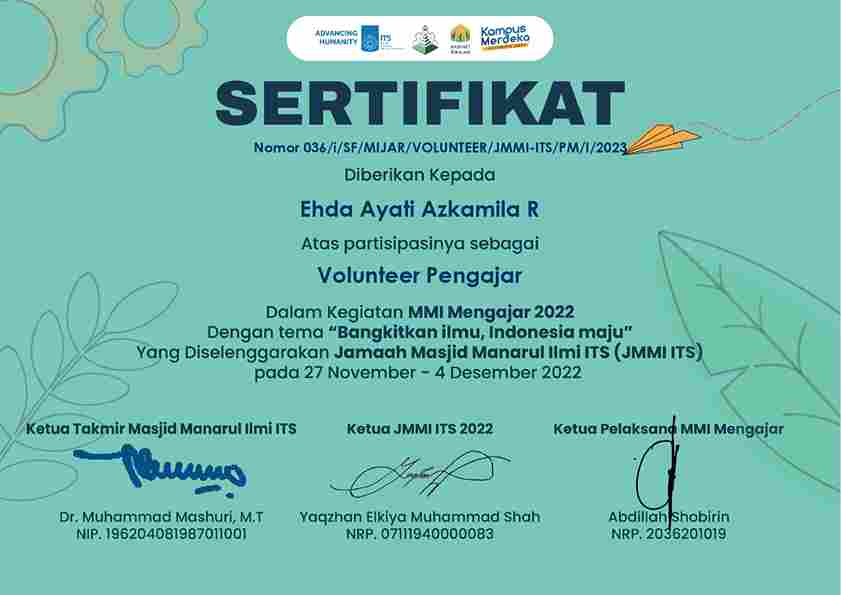 ADVANCING
HUMANITY
ITS
Kampus
Merdeka
SERTIFIKAT
Nomor 036/i/SF/MIJAR/VOLUNTEER/JMMI-ITS/PM/I/2023
Diberikan Kepada
Ehda Ayati Azkamila R
Atas partisipasinya sebagai
Volunteer Pengajar
Dalam Kegiatan MMI Mengajar 2022
Dengan tema “Bangkitkan ilmu, Indonesia maju”
Yang Diselenggarakan Jamaah Masjid Manarul Ilmi ITS (JMMI ITS)
pada 27 November - 4 Desember 2022
Ketua Takmir Masjid Manarul Ilmi ITS
Dr. Muhammad Mashuri, M.T
NIP. 196204081987011001
Ketua JMMI ITS 2022
Yaqzhan Elkiya Muhammad Shah
NRP. 07111940000083
Ketua Pelaksana MMI Mengajar
Abdillah Shobirin
NRP. 2036201019